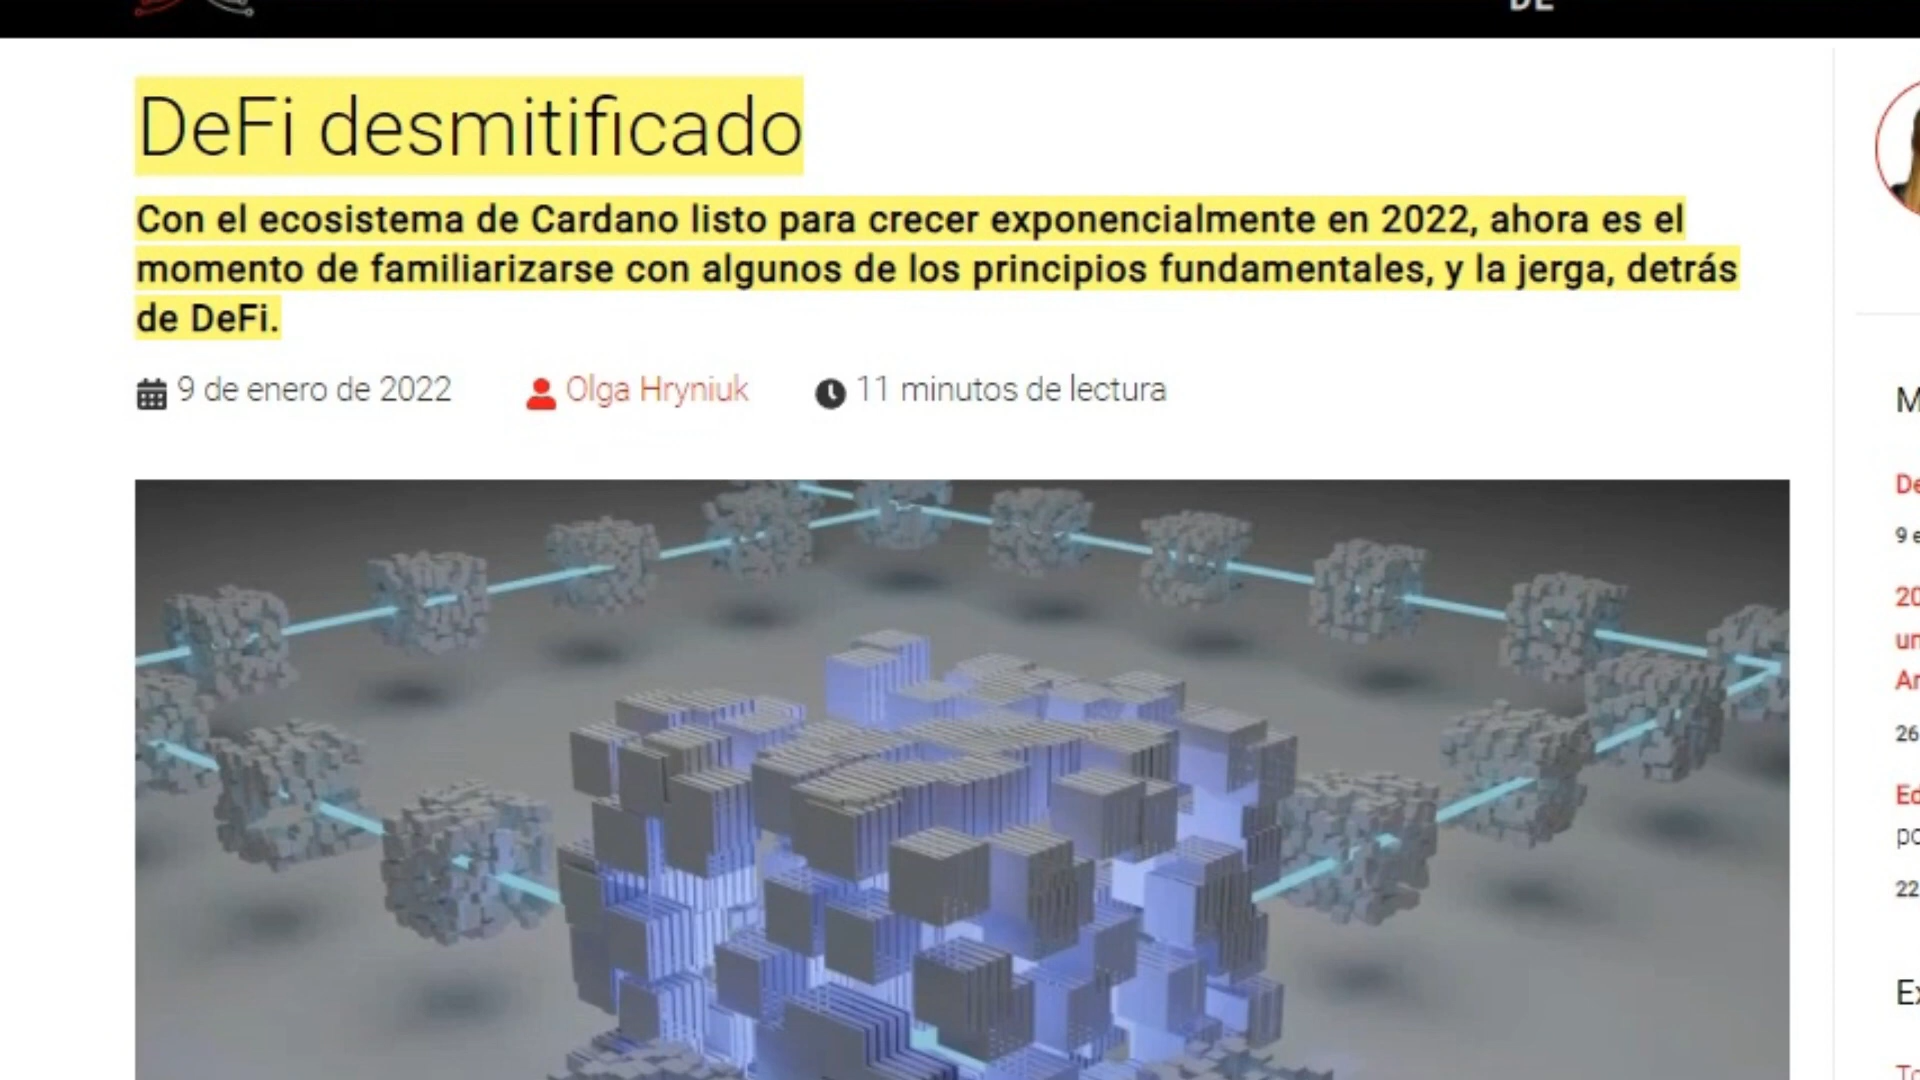 DeFi desmitificado
Con el ecosistema de Cardano listo para crecer exponencialmente en 2022, ahora es el
momento de familiarizarse con algunos de los principios fundamentales, y la jerga, detrás
de DeFi.
9 de enero de 2022 Olga Hryniuk 11 minutos de lectura